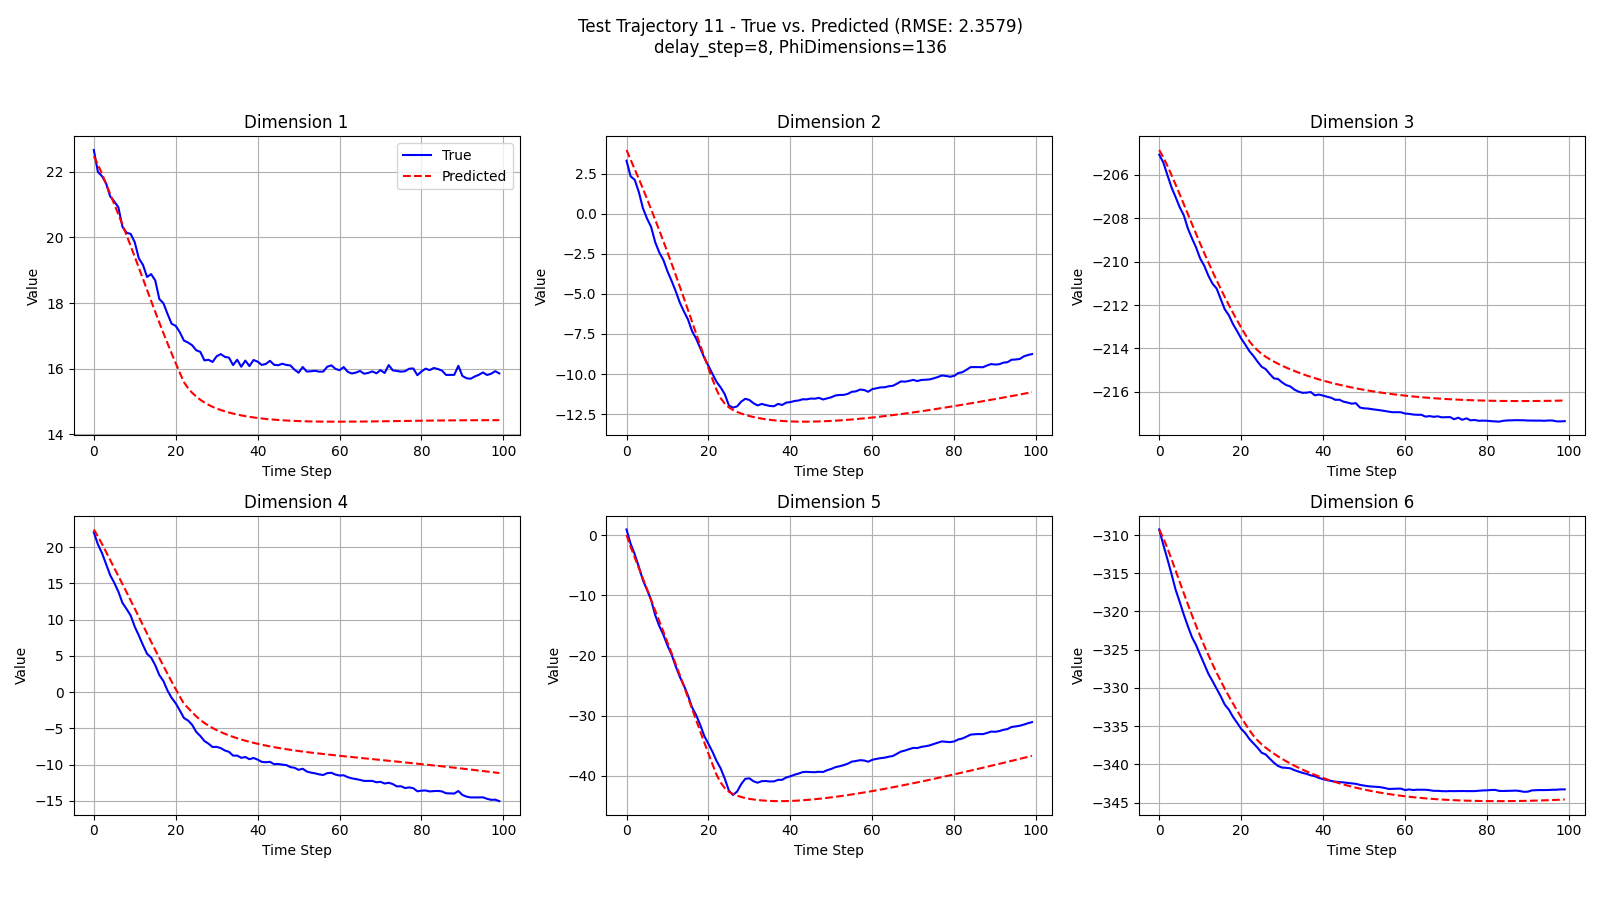 Test Trajectory 11 - True vs. Predicted (RMSE: 2.3579)
delay_step=8, PhiDimensions=136
Dimension 1
Value
22
20
18
16
14
0 20 40 60 80 100
Time Step
True
Predicted
Dimension 2
Value
2.5
0.0
−2.5
−5.0
−7.5
−10.0
−12.5
0 20 40 60 80 100
Time Step
Dimension 3
Value
−206
−208
−210
−212
−214
−216
0 20 40 60 80 100
Time Step
Dimension 4
Value
20
15
10
5
0
−5
−10
−15
0 20 40 60 80 100
Time Step
Dimension 5
Value
0
−10
−20
−30
−40
0 20 40 60 80 100
Time Step
Dimension 6
Value
−310
−315
−320
−325
−330
−335
−340
−345
0 20 40 60 80 100
Time Step